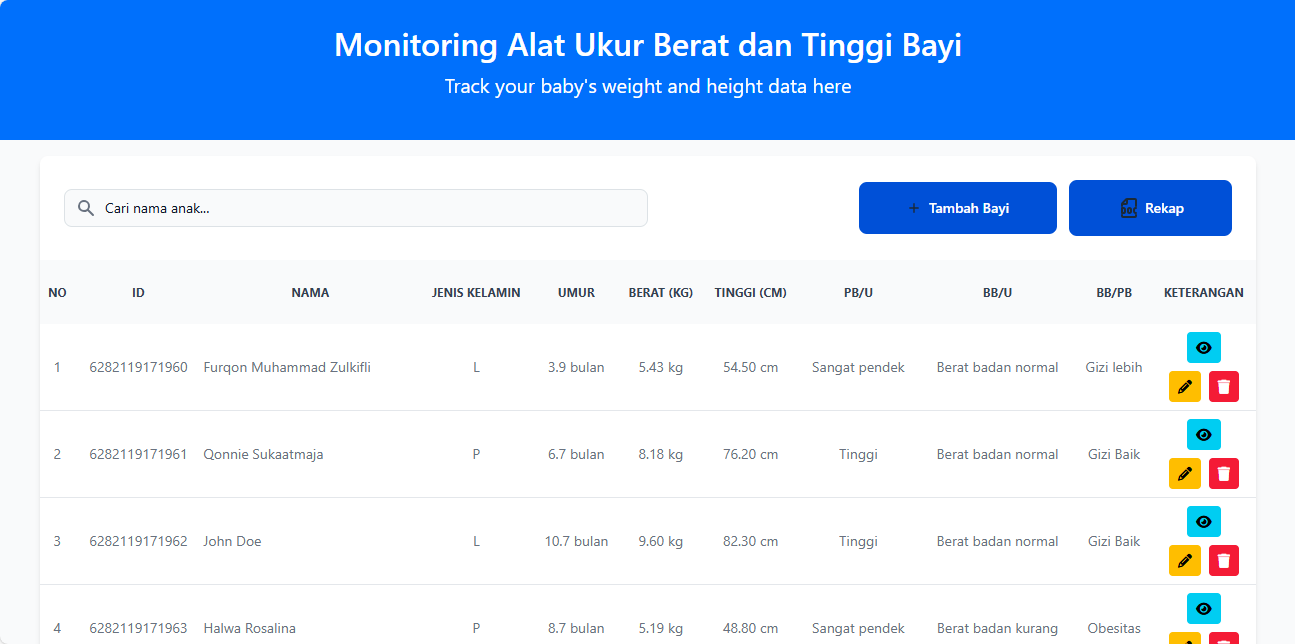 Monitoring Alat Ukur Berat dan Tinggi Bayi
Track your baby's weight and height data here
Cari nama anak...
+ Tambah Bayi
DOC Rekap
NO ID NAMA JENIS KELAMIN UMUR BERAT (KG) TINGGI (CM) PB/U BB/U BB/PB KETERANGAN
1 6282119171960 Furqon Muhammad Zulkifli L 3.9 bulan 5.43 kg 54.50 cm Sangat pendek Berat badan normal Gizi lebih
2 6282119171961 Qonnie Sukaatmaja P 6.7 bulan 8.18 kg 76.20 cm Tinggi Berat badan normal Gizi Baik
3 6282119171962 John Doe L 10.7 bulan 9.60 kg 82.30 cm Tinggi Berat badan normal Gizi Baik
4 6282119171963 Halwa Rosalina P 8.7 bulan 5.19 kg 48.80 cm Sangat pendek Berat badan kurang Obesitas